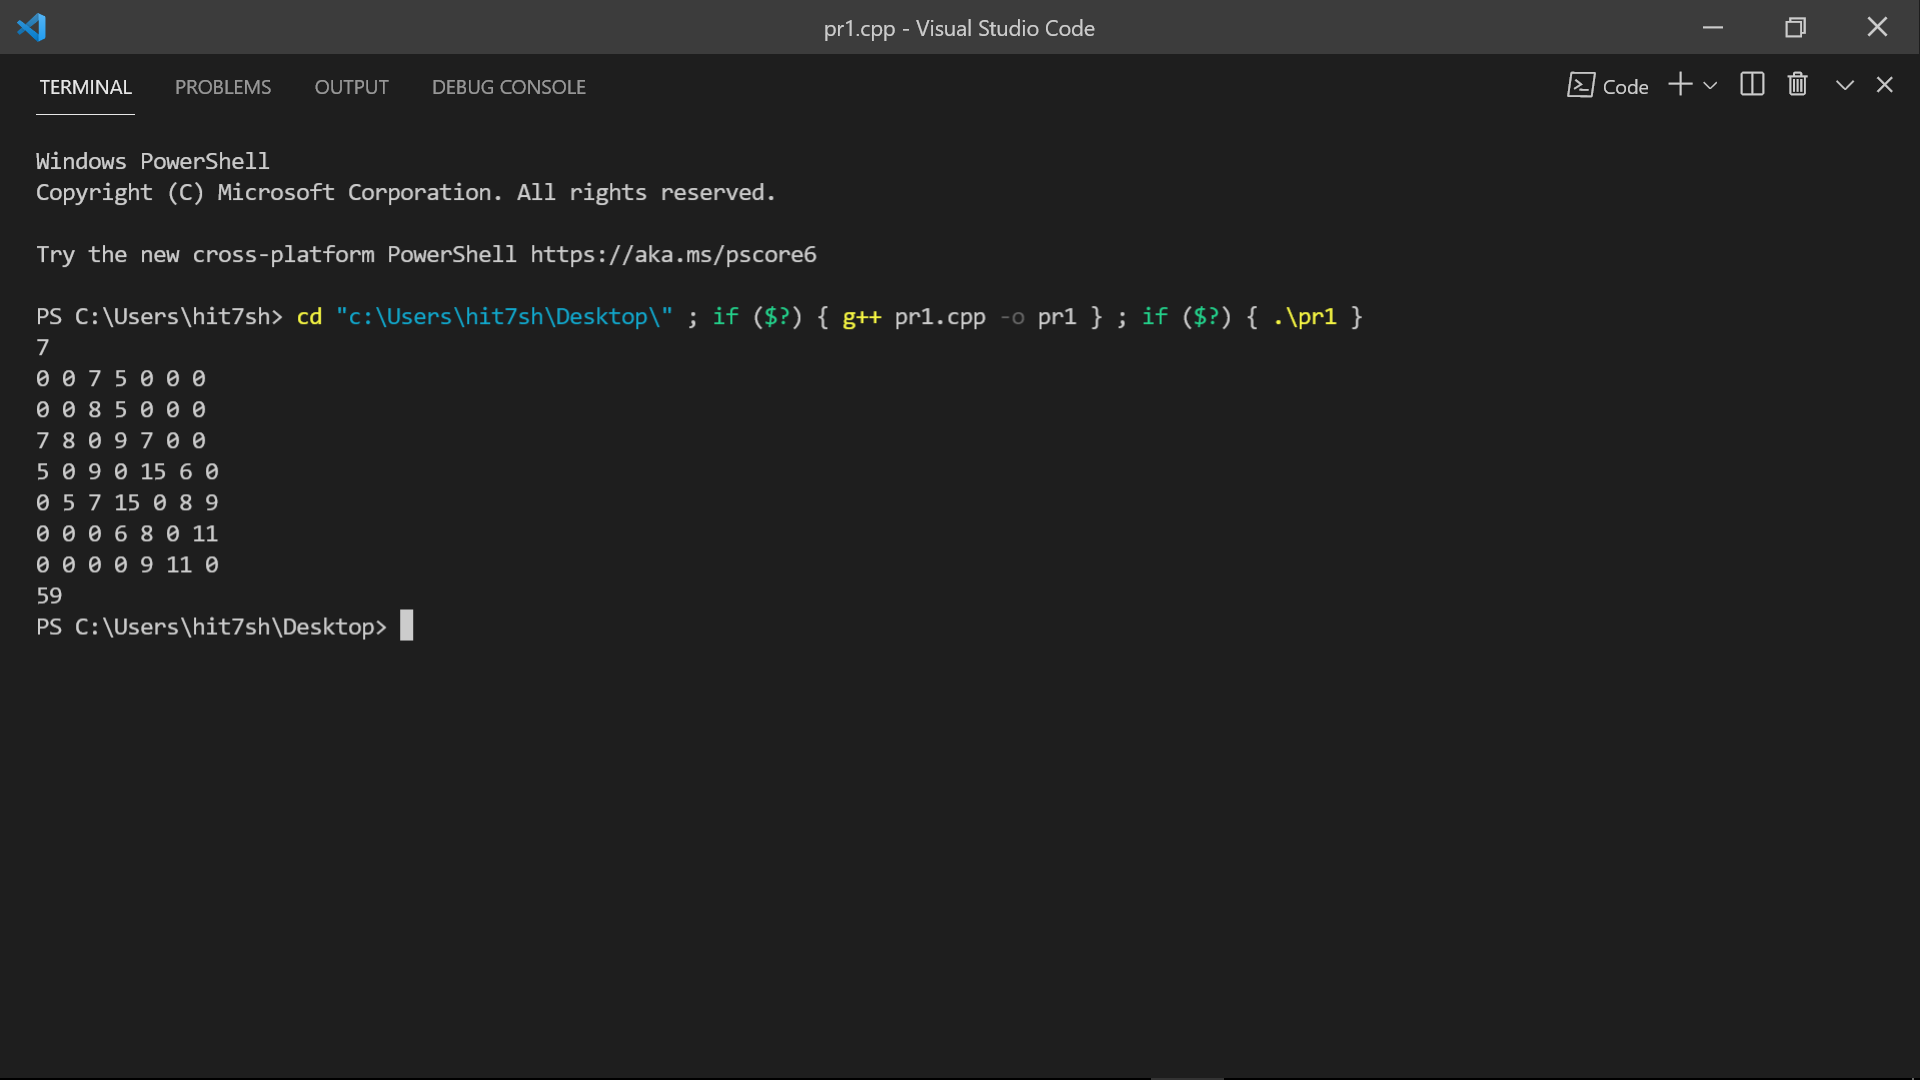 pr1.cpp - Visual Studio Code
TERMINAL PROBLEMS OUTPUT DEBUG CONSOLE Code
Windows PowerShell
Copyright (C) Microsoft Corporation. All rights reserved.
Try the new cross-platform PowerShell https://aka.ms/pscore6
PS C:\Users\hit7sh> cd "c:\Users\hit7sh\Desktop\" ; if ($?) { g++ pr1.cpp -o pr1 } ; if ($?) { .\pr1 }
7
0 0 7 5 0 0 0
0 0 8 5 0 0 0
7 8 0 9 7 0 0
5 0 9 0 15 6 0
0 5 7 15 0 8 9
0 0 0 6 8 0 11
0 0 0 0 9 11 0
59
PS C:\Users\hit7sh\Desktop>